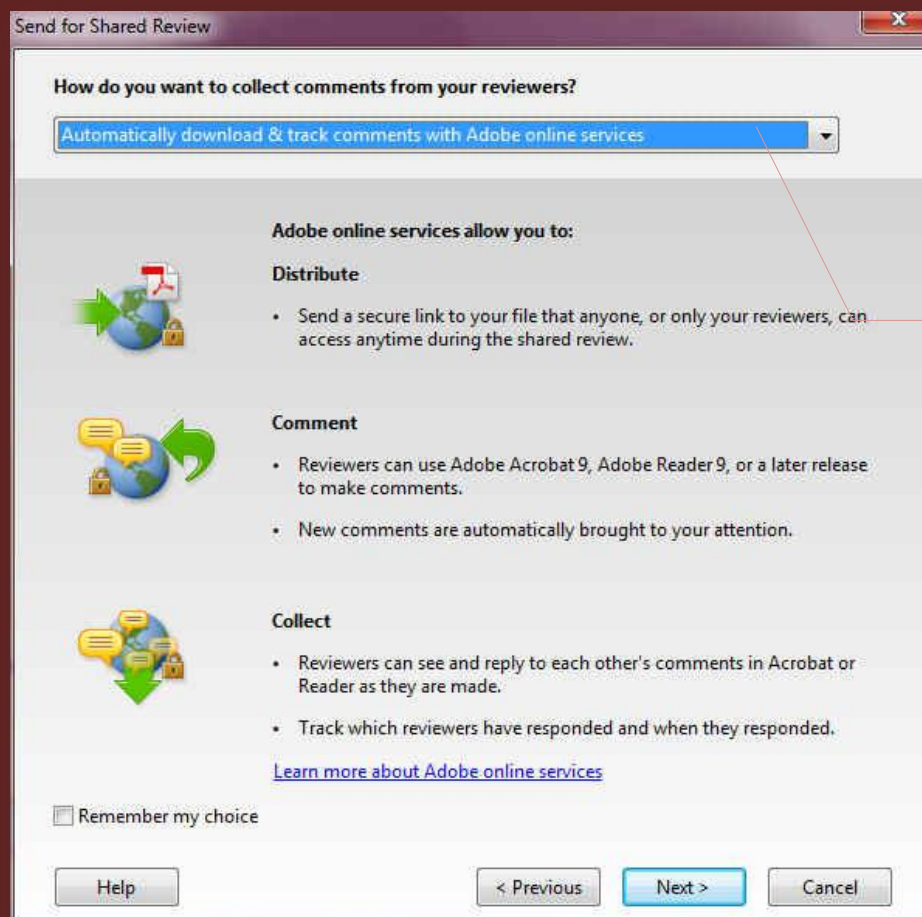 Send for Shared Review
How do you want to collect comments from your reviewers?
Automatically download & track comments with Adobe online services
Adobe online services allow you to:
Distribute
• Send a secure link to your file that anyone, or only your reviewers, can
access anytime during the shared review.
Comment
• Reviewers can use Adobe Acrobat 9, Adobe Reader 9, or a later release
to make comments.
• New comments are automatically brought to your attention.
Collect
• Reviewers can see and reply to each other's comments in Acrobat or
Reader as they are made.
• Track which reviewers have responded and when they responded.
Learn more about Adobe online services
Remember my choice
Help
< Previous
Next >
Cancel